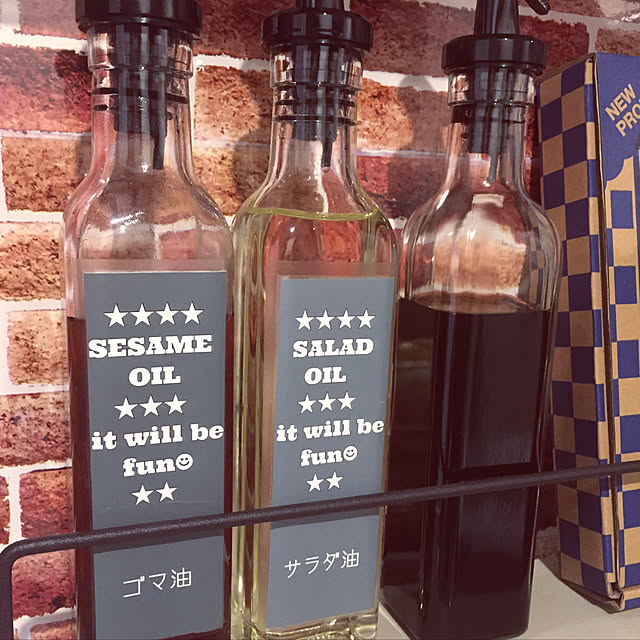 ★★★★
SESAME
OIL
★★★
it will be
fun☺
★★
ゴマ油
★★★★
SALAD
OIL
★★★
it will be
fun☺
★★
サラダ油
NEW